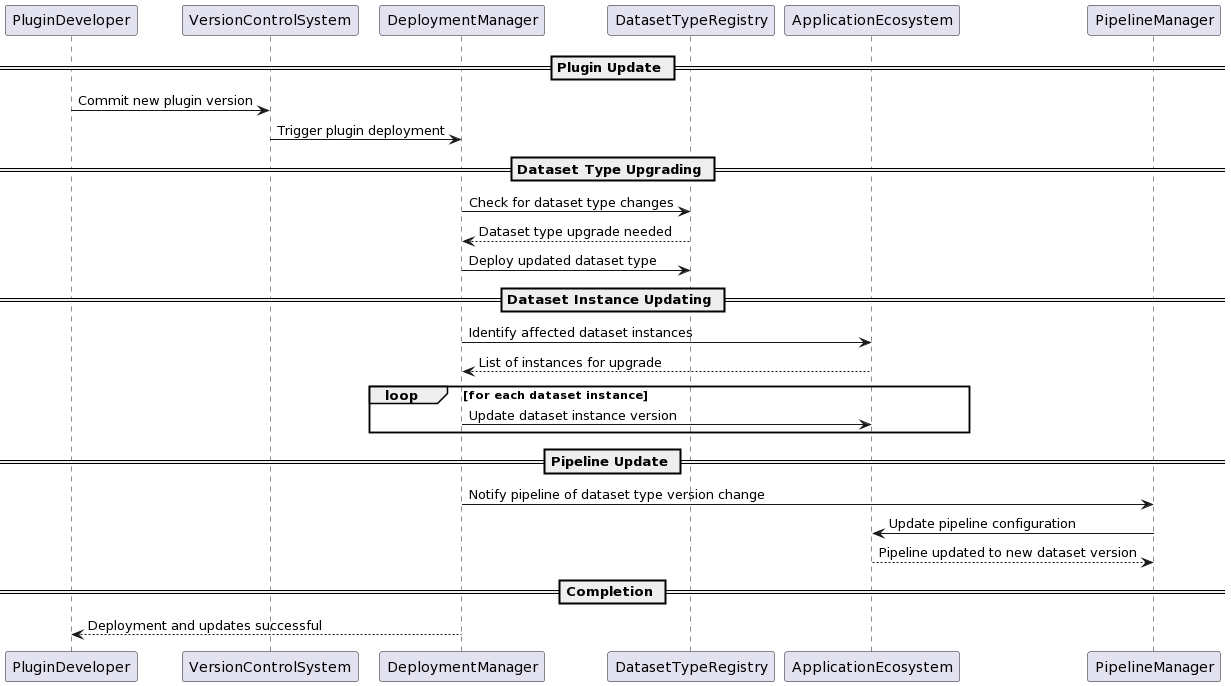 PluginDeveloper
VersionControlSystem
DeploymentManager
DatasetTypeRegistry
ApplicationEcosystem
PipelineManager
Plugin Update
Commit new plugin version
Trigger plugin deployment
Dataset Type Upgrading
Check for dataset type changes
Dataset type upgrade needed
Deploy updated dataset type
Dataset Instance Updating
Identify affected dataset instances
List of instances for upgrade
loop
[for each dataset instance]
Update dataset instance version
Pipeline Update
Notify pipeline of dataset type version change
Update pipeline configuration
Pipeline updated to new dataset version
Completion
Deployment and updates successful
PluginDeveloper
VersionControlSystem
DeploymentManager
DatasetTypeRegistry
ApplicationEcosystem
PipelineManager